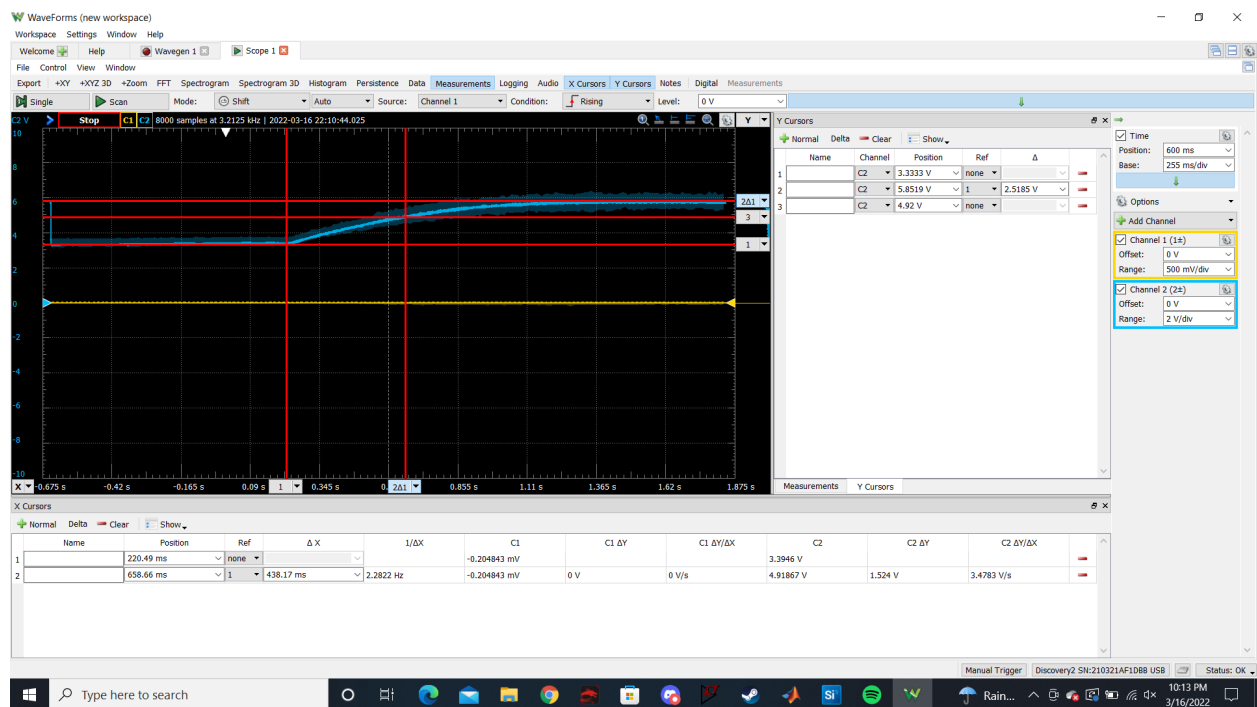 WaveForms (new workspace)
Workspace Settings Window Help
Welcome Help Wavegen 1 Scope 1
File Control View Window
Export +XY +XYZ 3D +Zoom FFT Spectrogram Spectrogram 3D Histogram Persistence Data Measurements Logging Audio X Cursors Y Cursors Notes Digital Measurements
Single Scan Mode: Shift Auto Source: Channel 1 Condition: Rising Level: 0 V
C2 V Stop C1 C2 8000 samples at 3.2125 kHz | 2022-03-16 22:10:44.025 Y
10
8
6
4
2
0
-2
-4
-6
-8
-10
2Δ1
3
1
X -0.675 s -0.42 s -0.165 s 0.09 s 1 0.345 s 0. 2Δ1 0.855 s 1.11 s 1.365 s 1.62 s 1.875 s
Y Cursors
Normal Delta Clear Show
Name Channel Position Ref Δ
1 C2 3.3333 V none
2 C2 5.8519 V 1 2.5185 V
3 C2 4.92 V none
Measurements Y Cursors
Time
Position: 600 ms
Base: 255 ms/div
Options
Add Channel
Channel 1 (1±)
Offset: 0 V
Range: 500 mV/div
Channel 2 (2±)
Offset: 0 V
Range: 2 V/div
X Cursors
Normal Delta Clear Show
Name Position Ref Δ X 1/ΔX C1 C1 ΔY C1 ΔY/ΔX C2 C2 ΔY C2 ΔY/ΔX
1 220.49 ms none -0.204843 mV 3.3946 V
2 658.66 ms 1 438.17 ms 2.2822 Hz -0.204843 mV 0 V 0 V/s 4.91867 V 1.524 V 3.4783 V/s
Manual Trigger Discovery2 SN:210321AF1DBB USB Status: OK
Type here to search
Si
Rain...
10:13 PM
3/16/2022